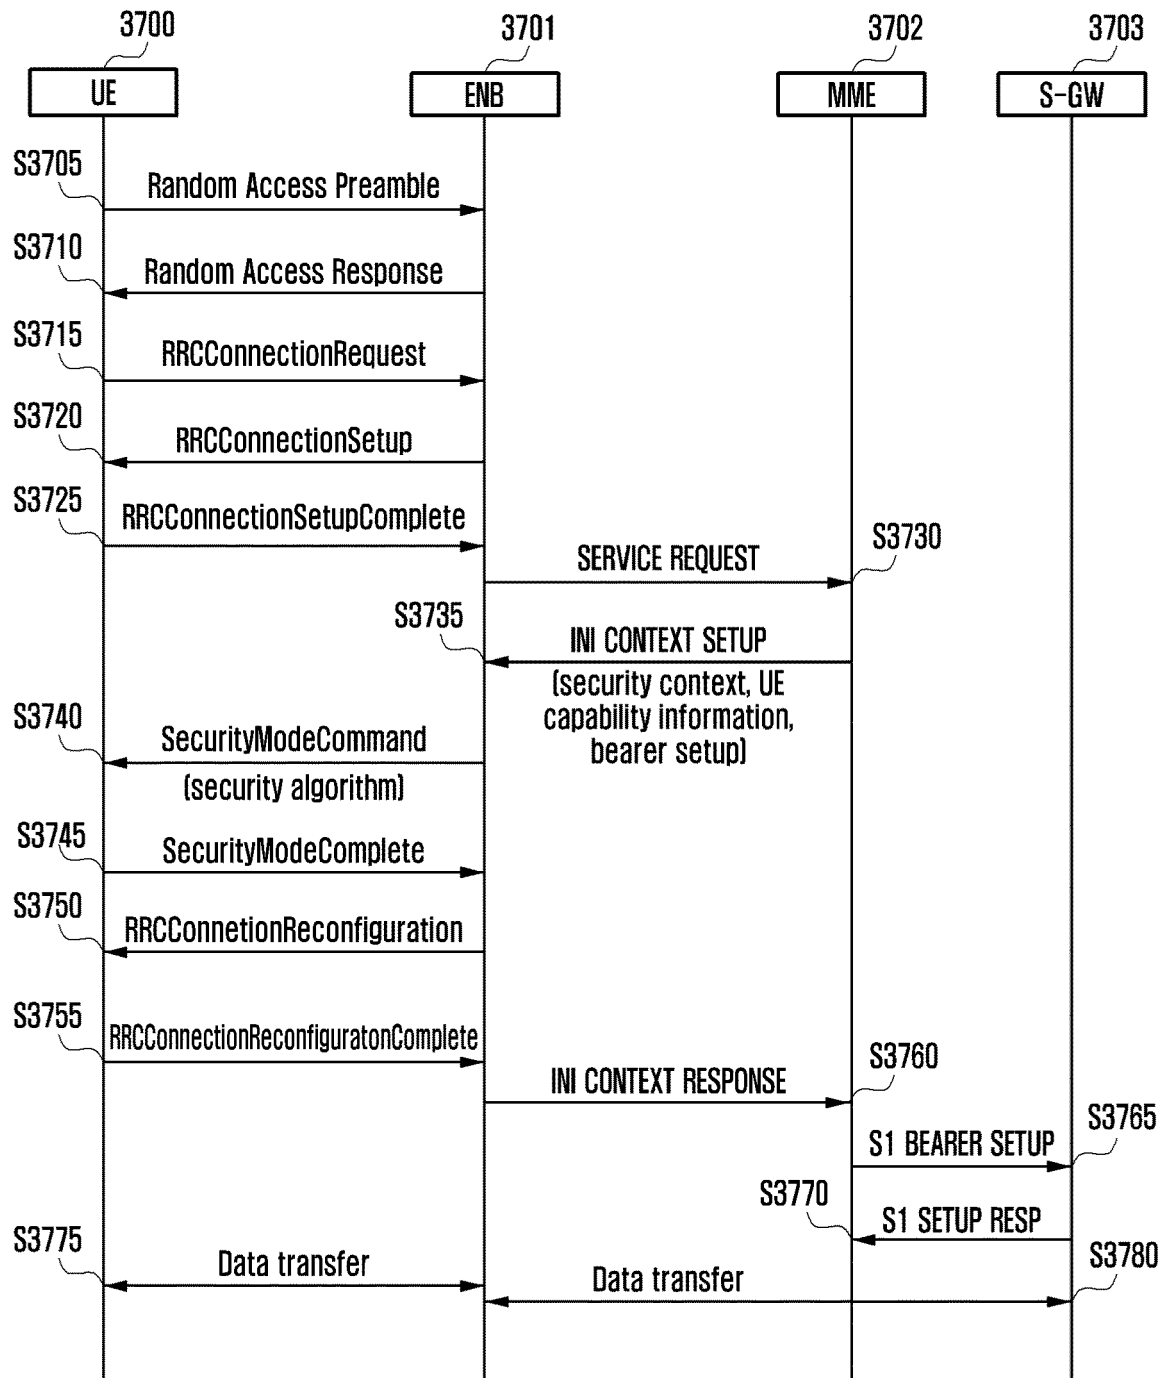 3700
3701
3702
3703
UE
ENB
MME
S-GW
S3705
Random Access Preamble
S3710
Random Access Response
S3715
RRCConnectionRequest
S3720
RRCConnectionSetup
S3725
RRCConnectionSetupComplete
SERVICE REQUEST
S3730
S3735
INI CONTEXT SETUP
(security context, UE
capability information,
bearer setup)
S3740
SecurityModeCommand
(security algorithm)
S3745
SecurityModeComplete
S3750
RRCConnetionReconfiguration
S3755
RRCConnectionReconfiguratonComplete
INI CONTEXT RESPONSE
S3760
S1 BEARER SETUP
S3765
S3770
S1 SETUP RESP
S3775
Data transfer
Data transfer
S3780